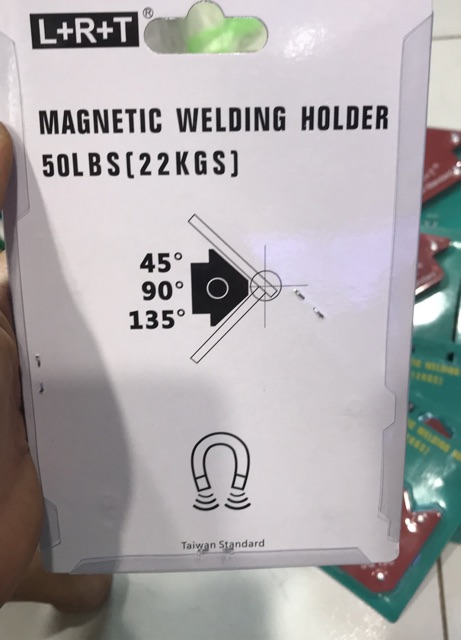 L+R+T®
MAGNETIC WELDING HOLDER
50LBS(22KGS)
45°
90°
135°
Taiwan Standard